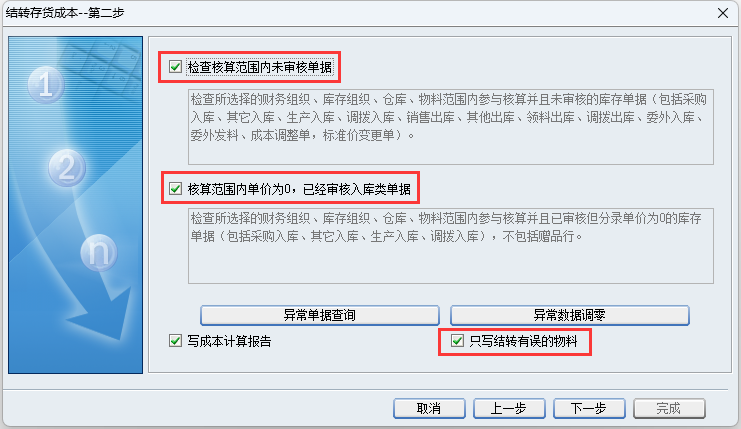 结转存货成本--第二步
1
2
n
检查核算范围内未审核单据
检查所选择的财务组织、库存组织、仓库、物料范围内参与核算并且未审核的库存单据（包括采购
入库、其它入库、生产入库、调拨入库、销售出库、其他出库、领料出库、调拨出库、委外入库、
委外发料、成本调整单，标准价变更单）。
核算范围内单价为0，已经审核入库类单据
检查所选择的财务组织、库存组织、仓库、物料范围内参与核算并且已审核但分录单价为0的库存
单据（包括采购入库、其它入库、生产入库、调拨入库），不包括赠品行。
异常单据查询 异常数据调零
写成本计算报告 只写结转有误的物料
取消 上一步 下一步 完成